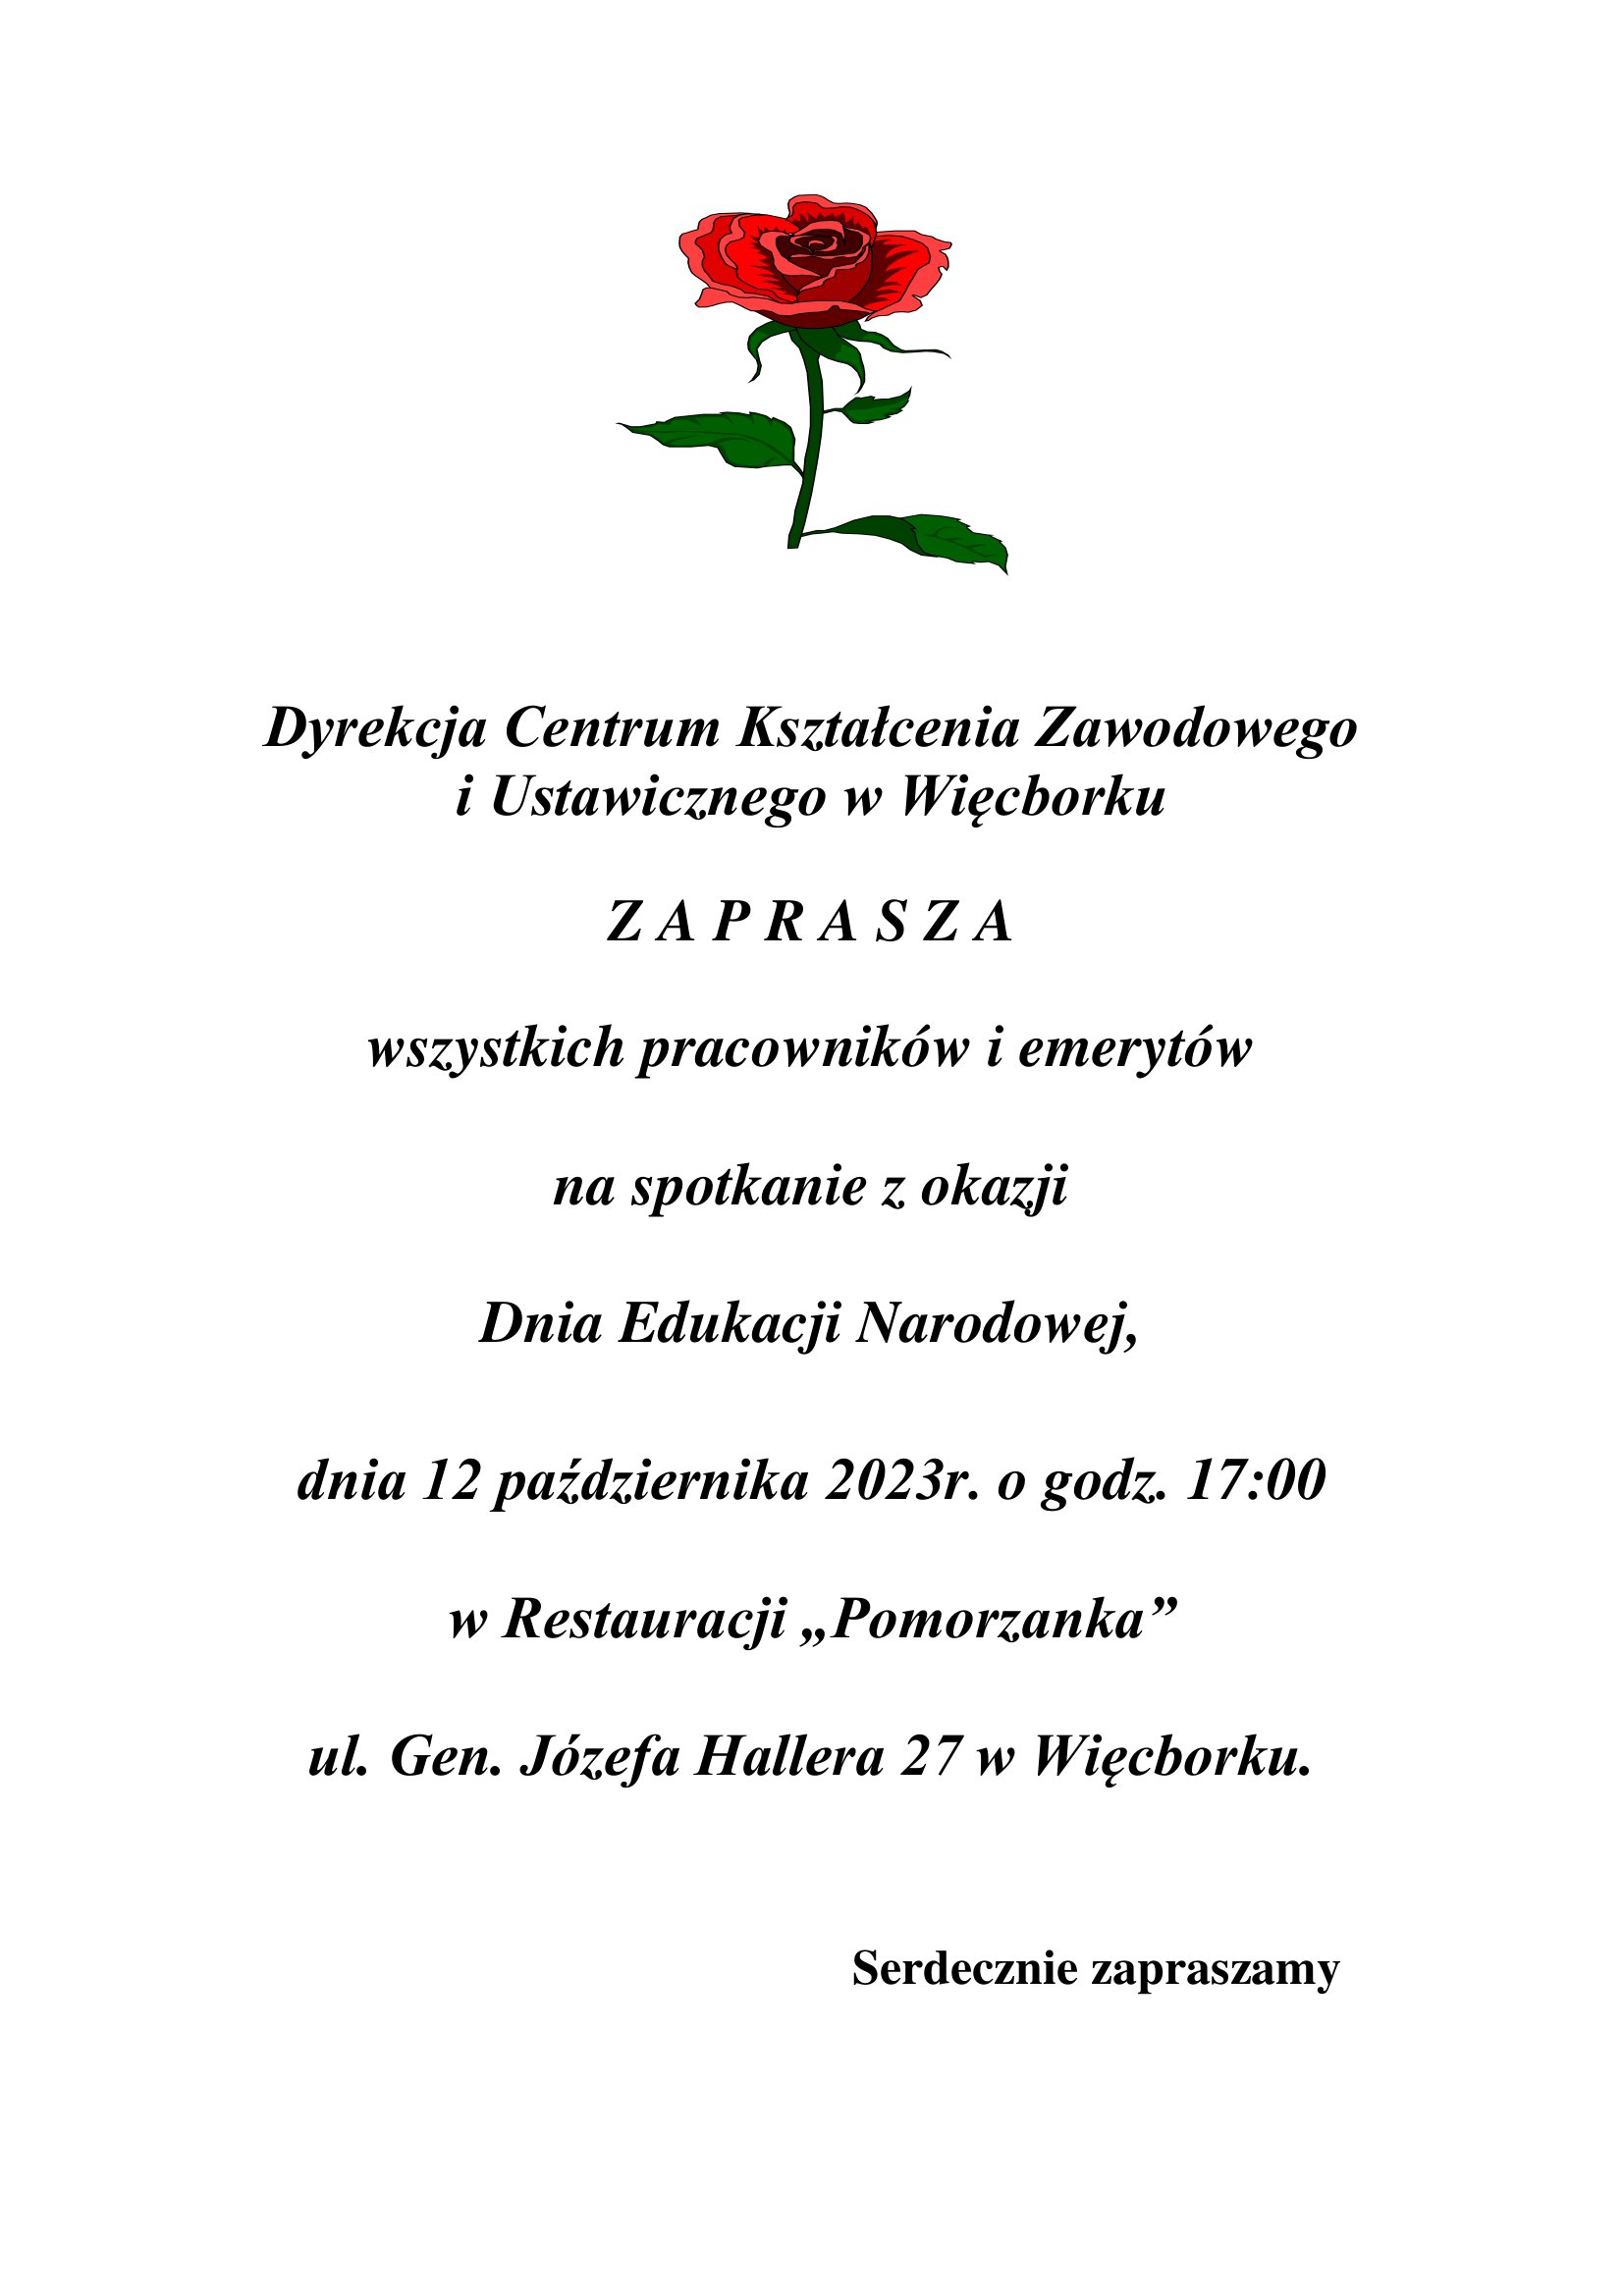 Dyrekcja Centrum Kształcenia Zawodowego
i Ustawicznego w Więcborku
Z A P R A S Z A
wszystkich pracowników i emerytów
na spotkanie z okazji
Dnia Edukacji Narodowej,
dnia 12 października 2023r. o godz. 17:00
w Restauracji „Pomorzanka”
ul. Gen. Józefa Hallera 27 w Więcborku.
Serdecznie zapraszamy